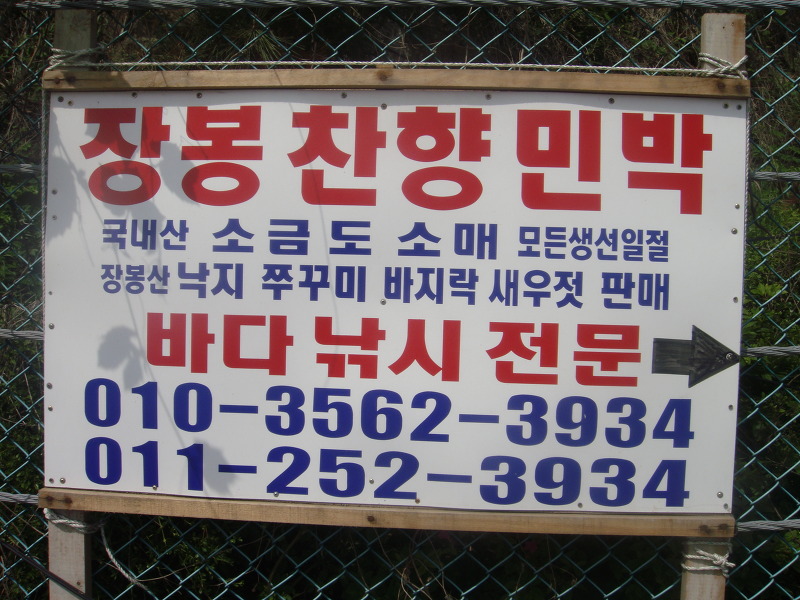 장봉 찬향 민박
국내산 소금 도 소매 모든생선일절
장봉산 낙지 쭈꾸미 바지락 새우젓 판매
바다 낚시 전문
010-3562-3934
011-252-3934